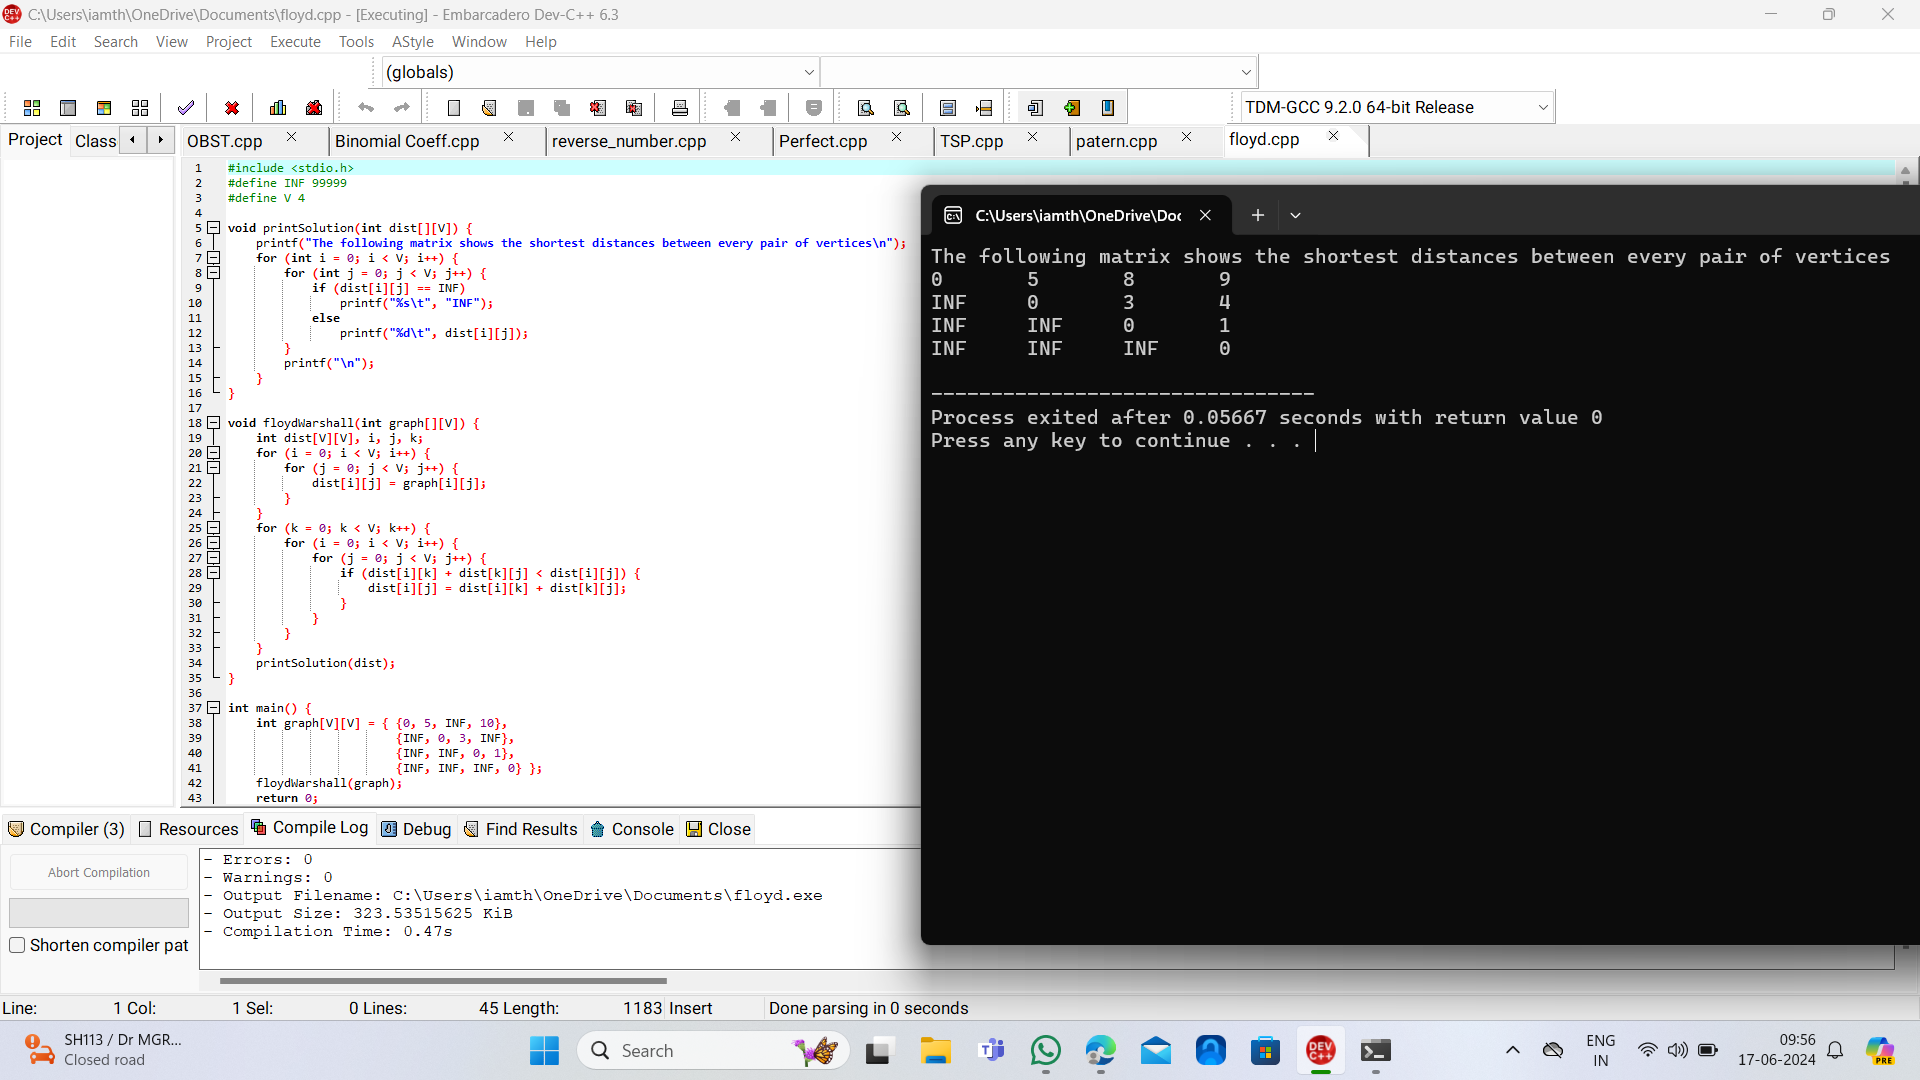 C:\Users\iamth\OneDrive\Documents\floyd.cpp - [Executing] - Embarcadero Dev-C++ 6.3
File Edit Search View Project Execute Tools AStyle Window Help
(globals)
TDM-GCC 9.2.0 64-bit Release
Project Class
OBST.cpp Binomial Coeff.cpp reverse_number.cpp Perfect.cpp TSP.cpp patern.cpp floyd.cpp
1 #include <stdio.h>
2 #define INF 99999
3 #define V 4
4
5 void printSolution(int dist[][V]) {
6 printf("The following matrix shows the shortest distances between every pair of vertices\n");
7 for (int i = 0; i < V; i++) {
8 for (int j = 0; j < V; j++) {
9 if (dist[i][j] == INF)
10 printf("%s\t", "INF");
11 else
12 printf("%d\t", dist[i][j]);
13 }
14 printf("\n");
15 }
16 }
17
18 void floydWarshall(int graph[][V]) {
19 int dist[V][V], i, j, k;
20 for (i = 0; i < V; i++) {
21 for (j = 0; j < V; j++) {
22 dist[i][j] = graph[i][j];
23 }
24 }
25 for (k = 0; k < V; k++) {
26 for (i = 0; i < V; i++) {
27 for (j = 0; j < V; j++) {
28 if (dist[i][k] + dist[k][j] < dist[i][j]) {
29 dist[i][j] = dist[i][k] + dist[k][j];
30 }
31 }
32 }
33 }
34 printSolution(dist);
35 }
36
37 int main() {
38 int graph[V][V] = { {0, 5, INF, 10},
39 {INF, 0, 3, INF},
40 {INF, INF, 0, 1},
41 {INF, INF, INF, 0} };
42 floydWarshall(graph);
43 return 0;
C:\Users\iamth\OneDrive\Doc
The following matrix shows the shortest distances between every pair of vertices
0 5 8 9
INF 0 3 4
INF INF 0 1
INF INF INF 0
--------------------------------
Process exited after 0.05667 seconds with return value 0
Press any key to continue . . .
Compiler (3) Resources Compile Log Debug Find Results Console Close
Abort Compilation
Shorten compiler pat
- Errors: 0
- Warnings: 0
- Output Filename: C:\Users\iamth\OneDrive\Documents\floyd.exe
- Output Size: 323.53515625 KiB
- Compilation Time: 0.47s
Line: 1 Col: 1 Sel: 0 Lines: 45 Length: 1183 Insert Done parsing in 0 seconds
SH113 / Dr MGR...
Closed road
Search
DEV C++
ENG
IN
09:56
17-06-2024
PRE